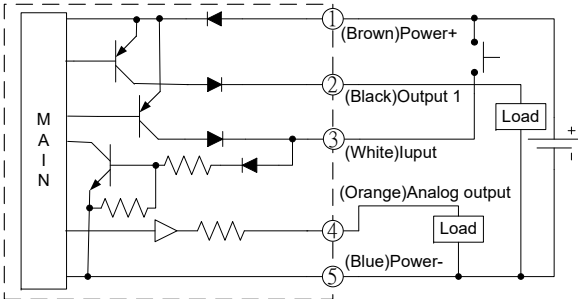 MAIN
1
(Brown)Power+
2
(Black)Output 1
Load
3
(White)Iuput
(Orange)Analog output
4
Load
(Blue)Power-
5
+